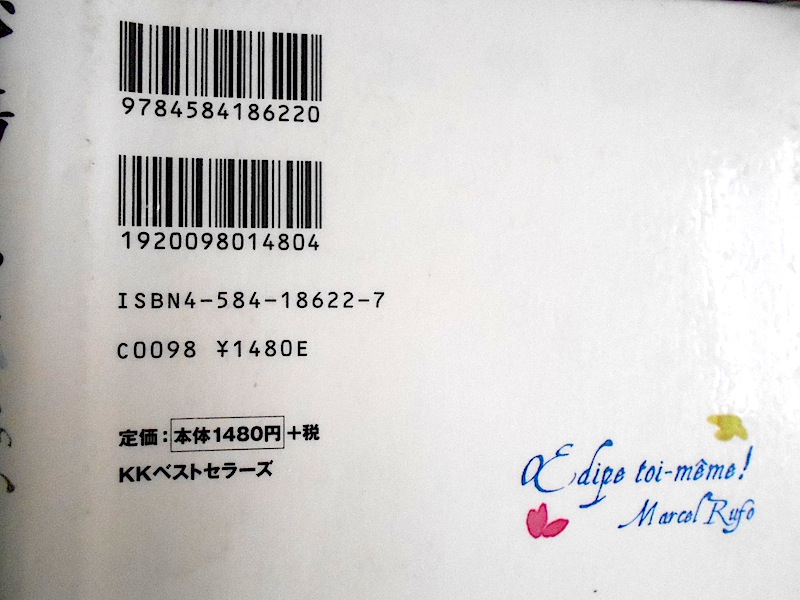 9784584186220
1920098014804
ISBN4-584-18622-7
C0098 ¥1480E
定価：本体1480円+税
KKベストセラーズ
Œdipe toi-même!
Marcel Rufo